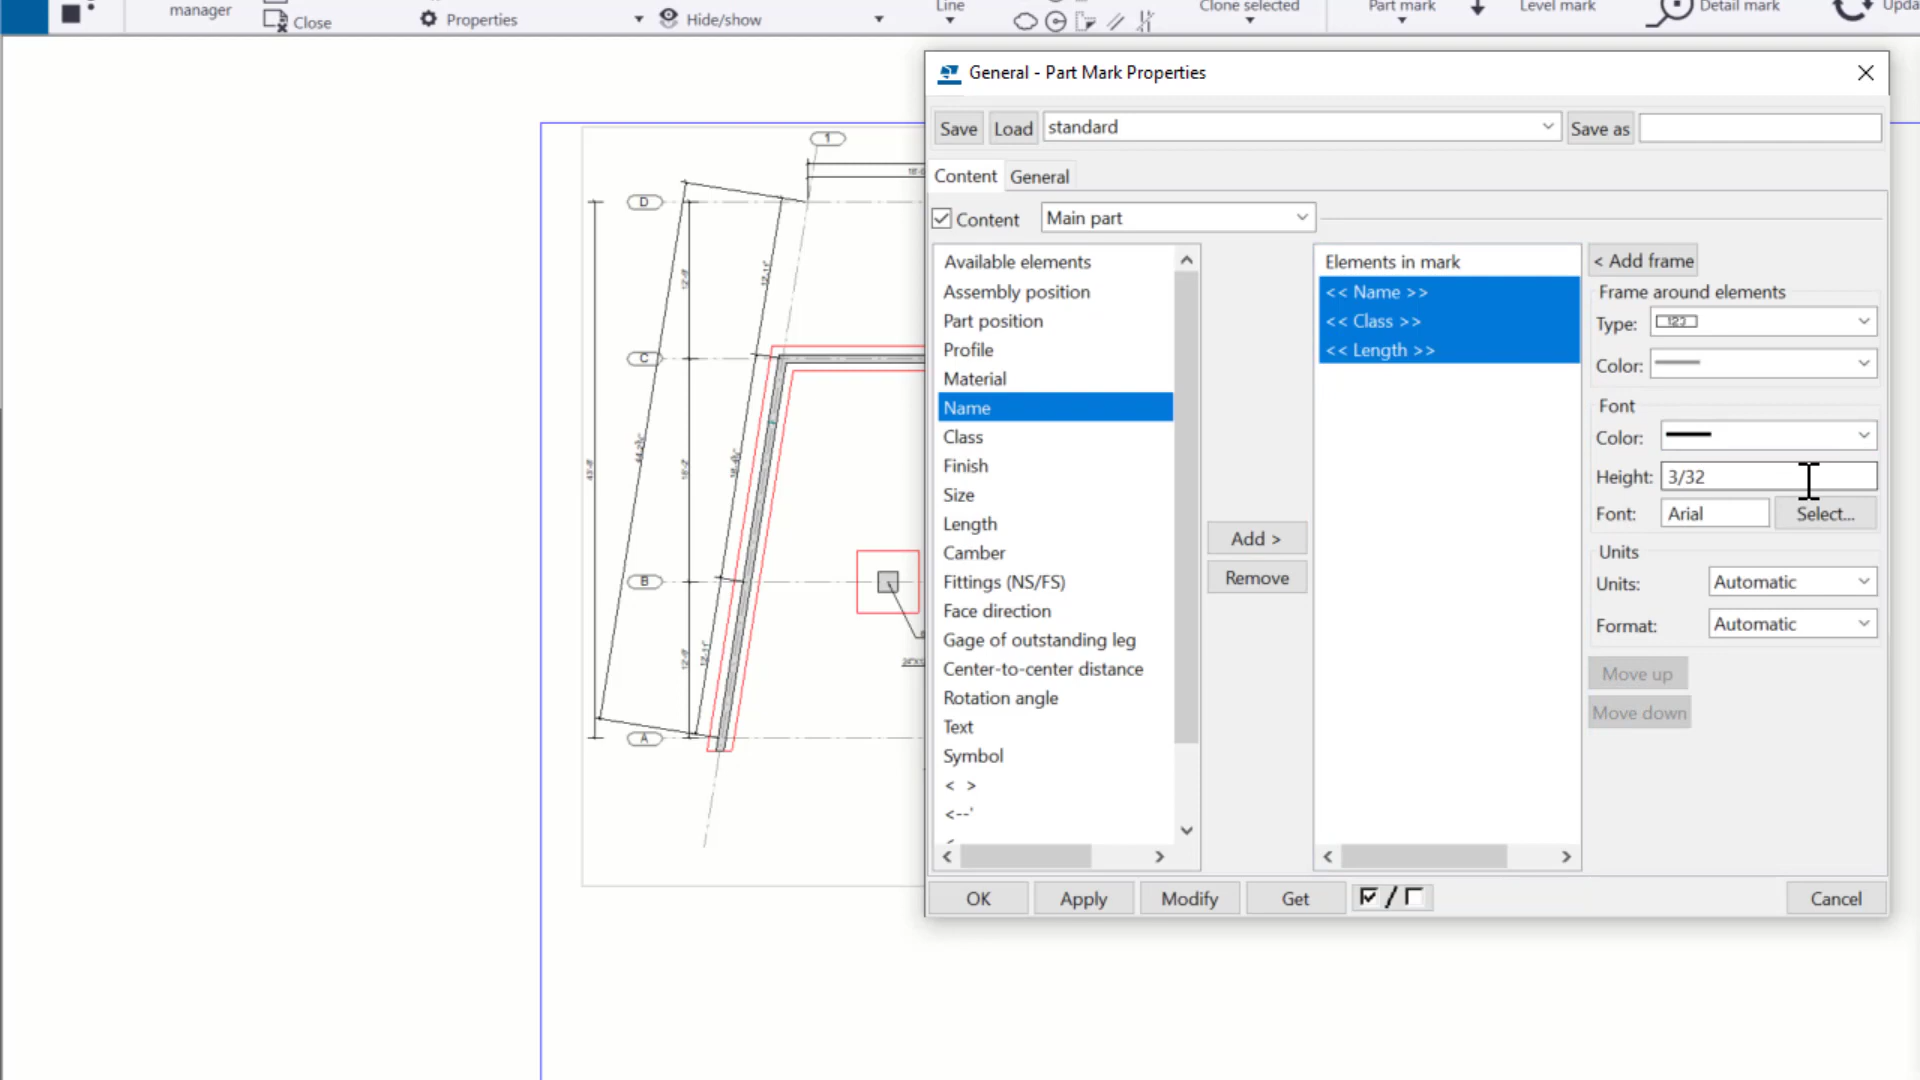 manager
Close
Properties
Hide/show
Line
Clone selected
Part mark
Level mark
Detail mark
General - Part Mark Properties
Save
Load
standard
Save as
Content
General
Content
Main part
Available elements
Assembly position
Part position
Profile
Material
Name
Class
Finish
Size
Length
Camber
Fittings (NS/FS)
Face direction
Gage of outstanding leg
Center-to-center distance
Rotation angle
Text
Symbol
< >
<--'
Add >
Remove
Elements in mark
<< Name >>
<< Class >>
<< Length >>
< Add frame
Frame around elements
Type:
123
Color:
Font
Color:
Height:
3/32
Font:
Arial
Select...
Units
Units:
Automatic
Format:
Automatic
Move up
Move down
OK
Apply
Modify
Get
/
Cancel
1
D
C
B
A